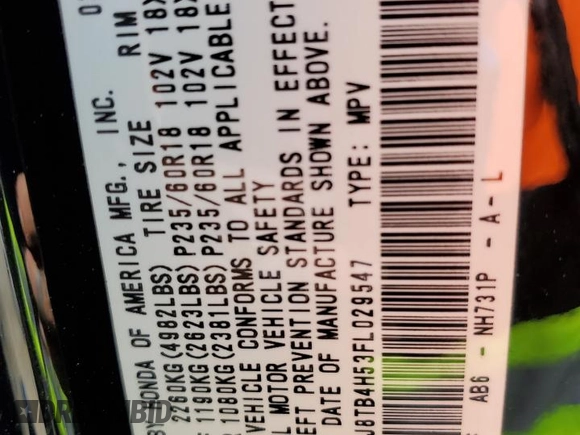 HONDA OF AMERICA MFG., INC. 0
2260KG(4982LBS) TIRE SIZE RIM
1190KG(2623LBS) P235/60R18 102V 18X
1080KG(2381LBS) P235/60R18 102V 18X
VEHICLE CONFORMS TO ALL APPLICABLE
L MOTOR VEHICLE SAFETY
EFT PREVENTION STANDARDS IN EFFECT
DATE OF MANUFACTURE SHOWN ABOVE.
J8TB4H53FL029547 TYPE: MPV
AB6 - NH731P - A - L